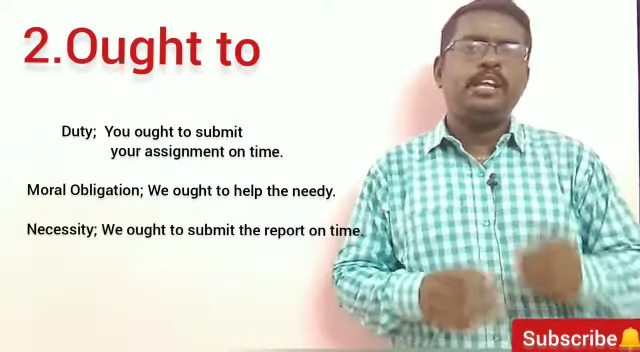 2.Ought to
Duty; You ought to submit
your assignment on time.
Moral Obligation; We ought to help the needy.
Necessity; We ought to submit the report on time.
Subscribe